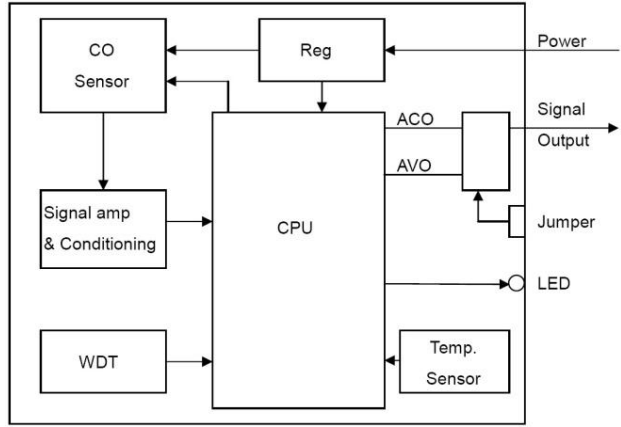 CO
Sensor
Reg
Power
ACO
AVO
Signal
Output
Signal amp
& Conditioning
CPU
Jumper
LED
WDT
Temp.
Sensor